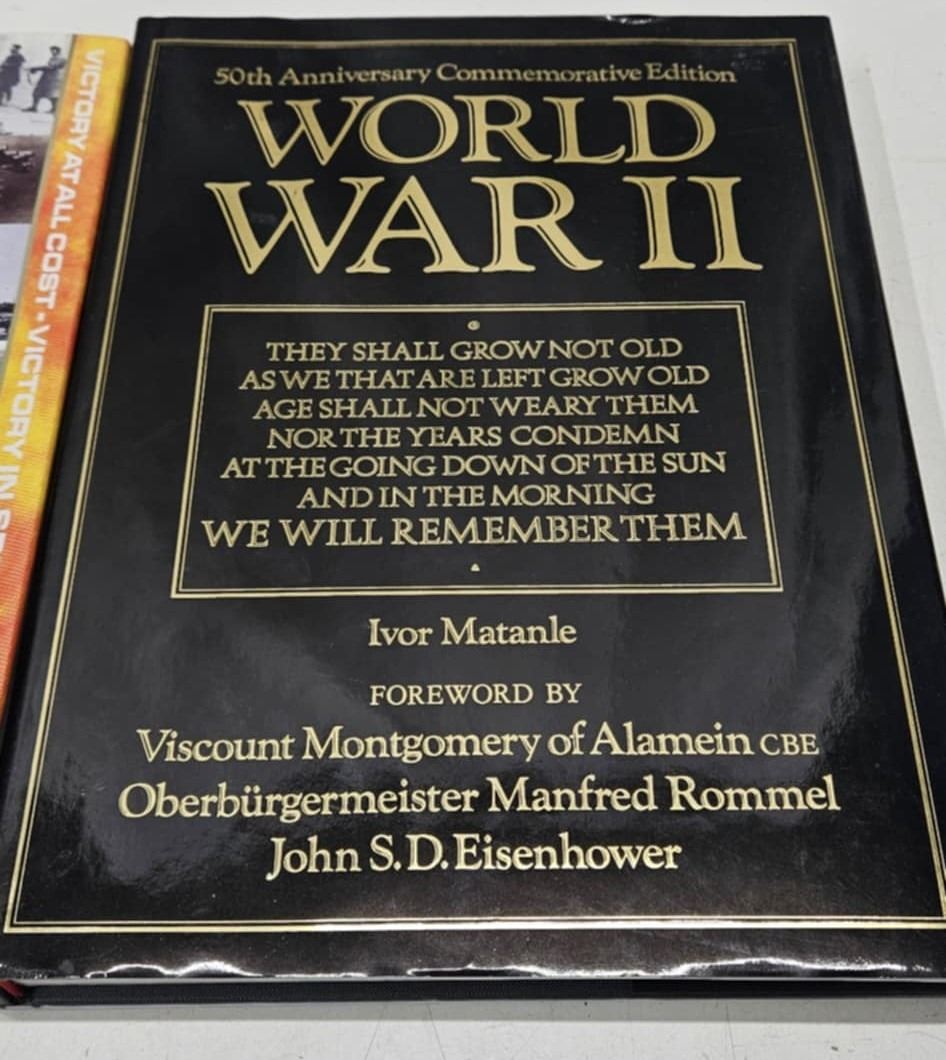 VICTORY AT ALL COST - VICTORY IN
50th Anniversary Commemorative Edition
WORLD
WAR II
THEY SHALL GROW NOT OLD
AS WE THAT ARE LEFT GROW OLD
AGE SHALL NOT WEARY THEM
NOR THE YEARS CONDEMN
AT THE GOING DOWN OF THE SUN
AND IN THE MORNING
WE WILL REMEMBER THEM
Ivor Matanle
FOREWORD BY
Viscount Montgomery of Alamein CBE
Oberbürgermeister Manfred Rommel
John S. D. Eisenhower